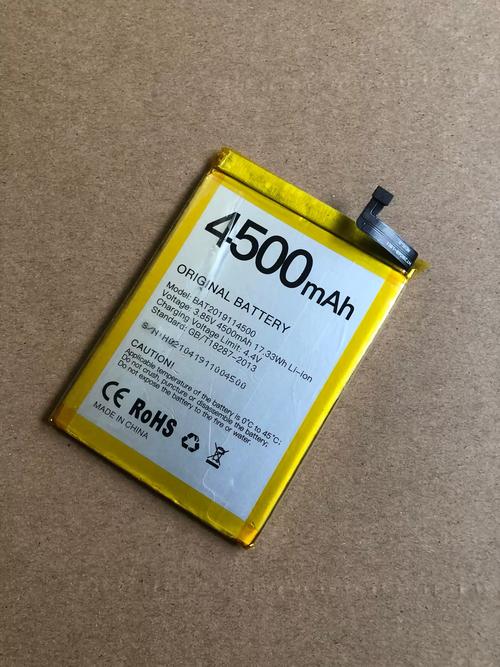 4500mAh
ORIGINAL BATTERY
Model: BAT2019114500
Voltage: 3.85V 4500mAh 17.33Wh Li-ion
Charging Voltage Limit: 4.4V
Standard: GB/T18287-2013
S/N: H021041911004500
CAUTION!
Applicable temperature of the battery is 0°C to 45°C;
Do not crush, puncture or disassemble the battery;
Do not expose the battery to the fire or water.
CE RoHS
MADE IN CHINA